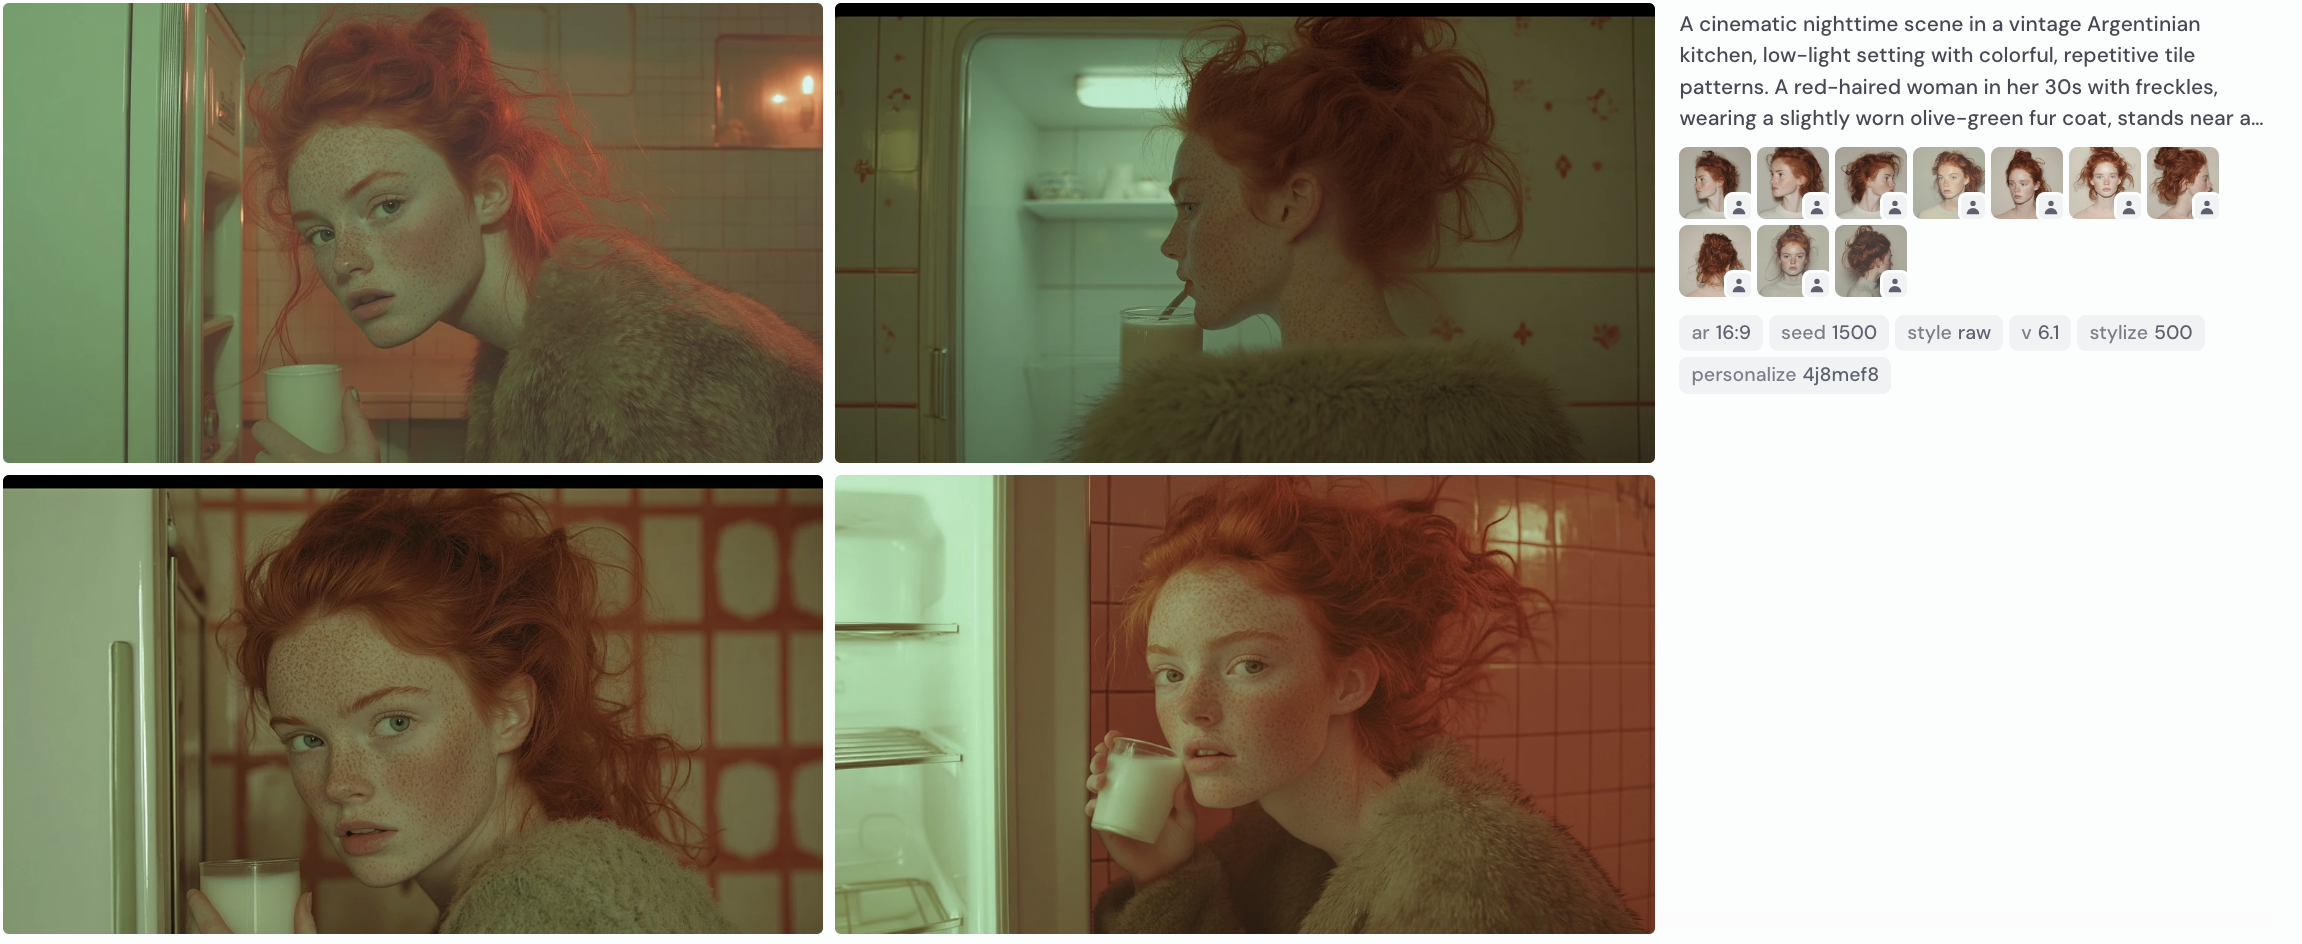 A cinematic nighttime scene in a vintage Argentinian
kitchen, low-light setting with colorful, repetitive tile
patterns. A red-haired woman in her 30s with freckles,
wearing a slightly worn olive-green fur coat, stands near a...
ar 16:9 seed 1500 style raw v 6.1 stylize 500
personalize 4j8mef8